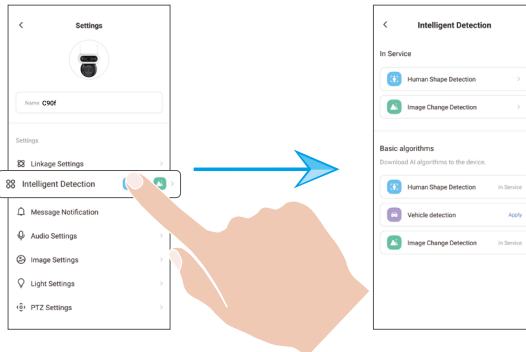 Settings
Name C90f
Settings
Linkage Settings
Intelligent Detection
Message Notification
Audio Settings
Image Settings
Light Settings
PTZ Settings
Intelligent Detection
In Service
Human Shape Detection
Image Change Detection
Basic algorithms
Download AI algorithms to the device.
Human Shape Detection In Service
Vehicle detection Apply
Image Change Detection In Service